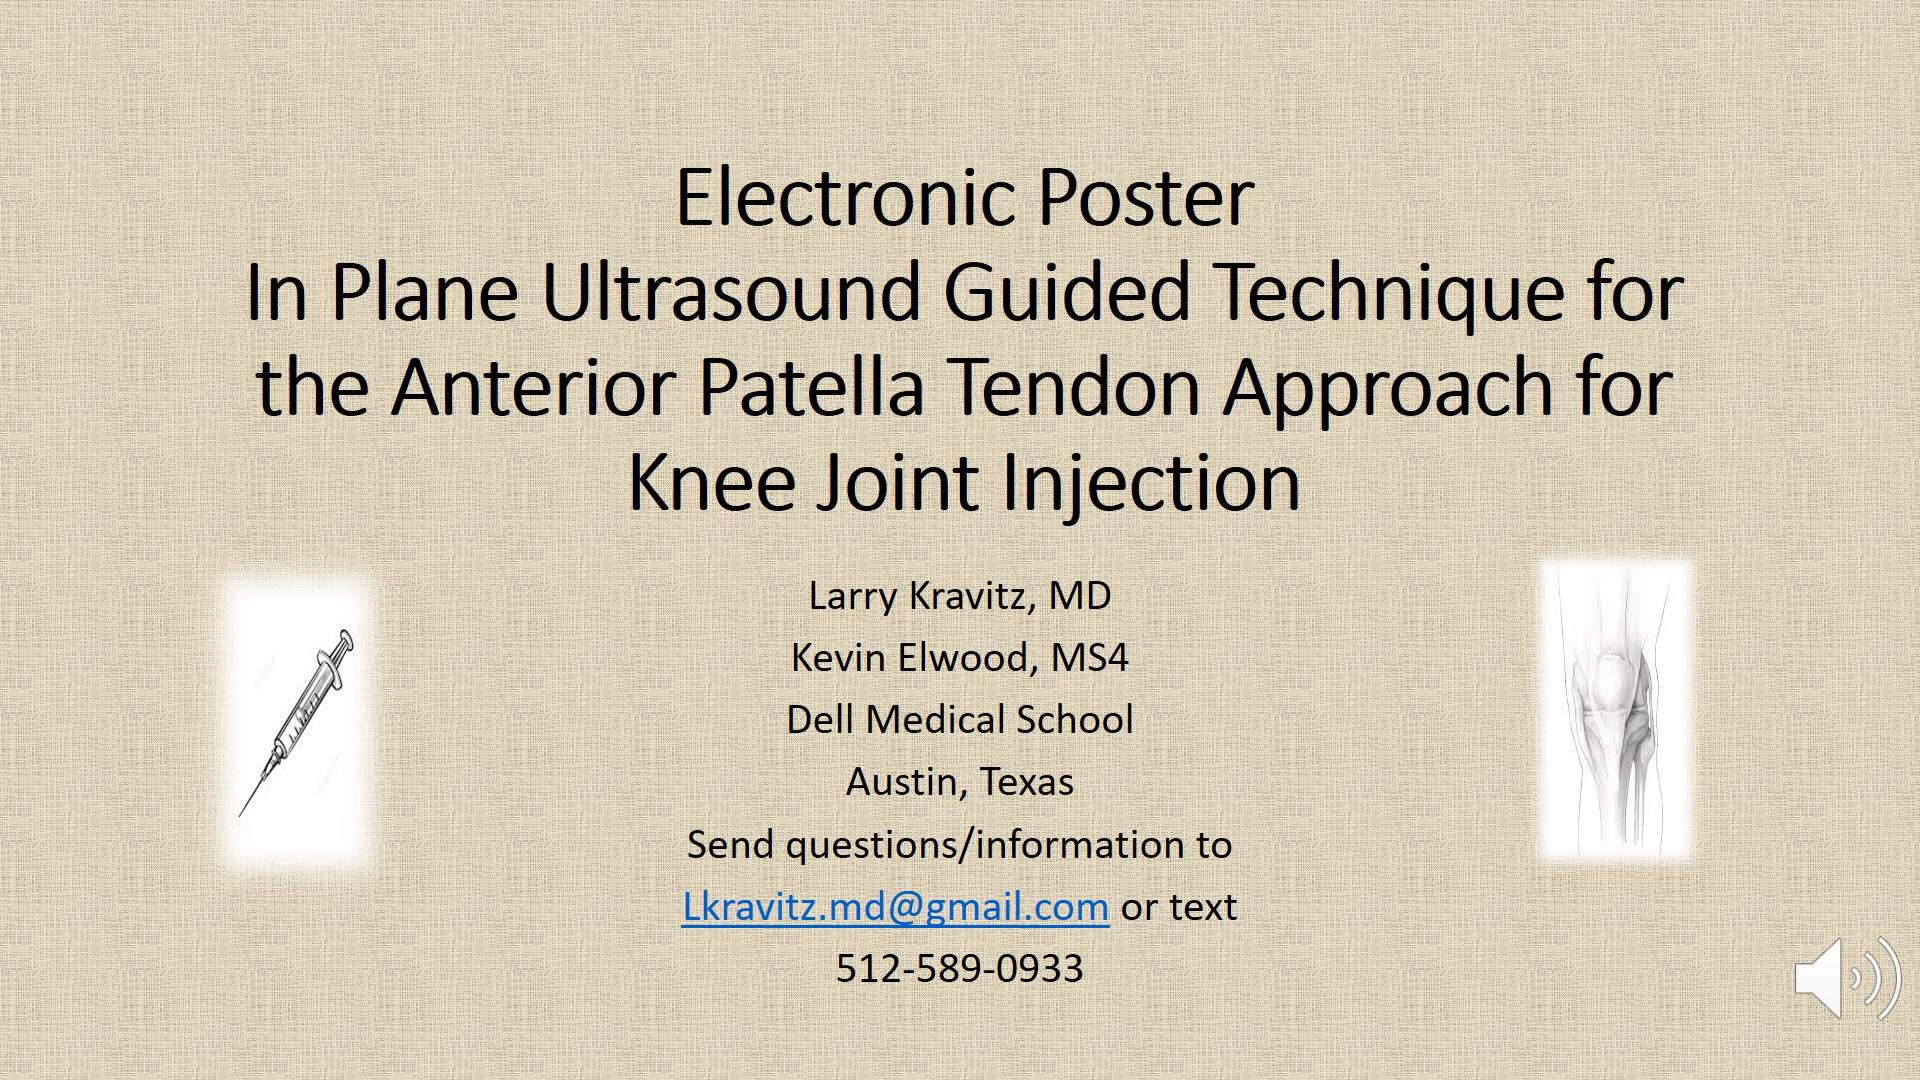 Electronic Poster
In Plane Ultrasound Guided Technique for
the Anterior Patella Tendon Approach for
Knee Joint Injection
Larry Kravitz, MD
Kevin Elwood, MS4
Dell Medical School
Austin, Texas
Send questions/information to
Lkravitz.md@gmail.com or text
512-589-0933